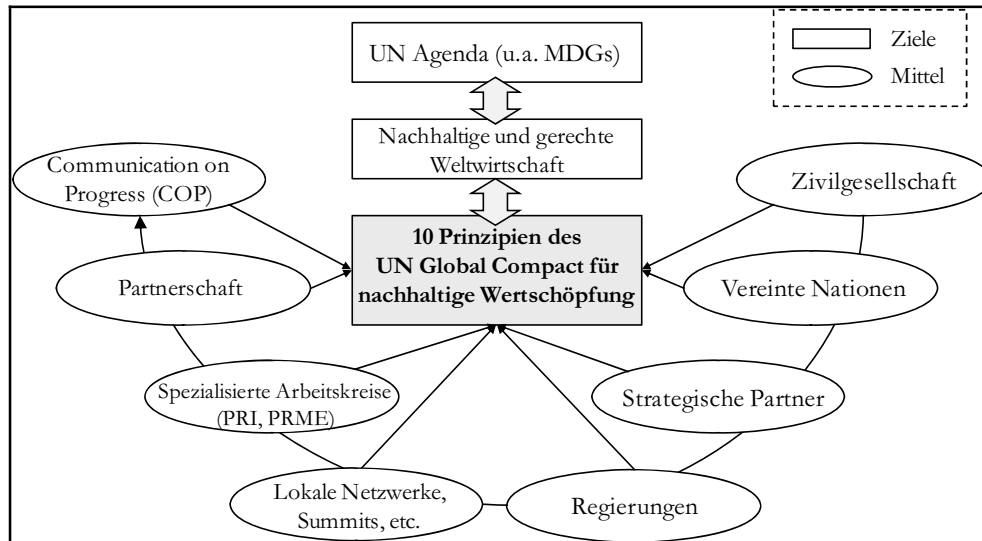 UN Agenda (u.a. MDGs)
Ziele
Mittel
Nachhaltige und gerechte
Weltwirtschaft
Communication on
Progress (COP)
Zivilgesellschaft
10 Prinzipien des
UN Global Compact für
nachhaltige Wertschöpfung
Partnerschaft
Vereinte Nationen
Spezialisierte Arbeitskreise
(PRI, PRME)
Strategische Partner
Lokale Netzwerke,
Summits, etc.
Regierungen